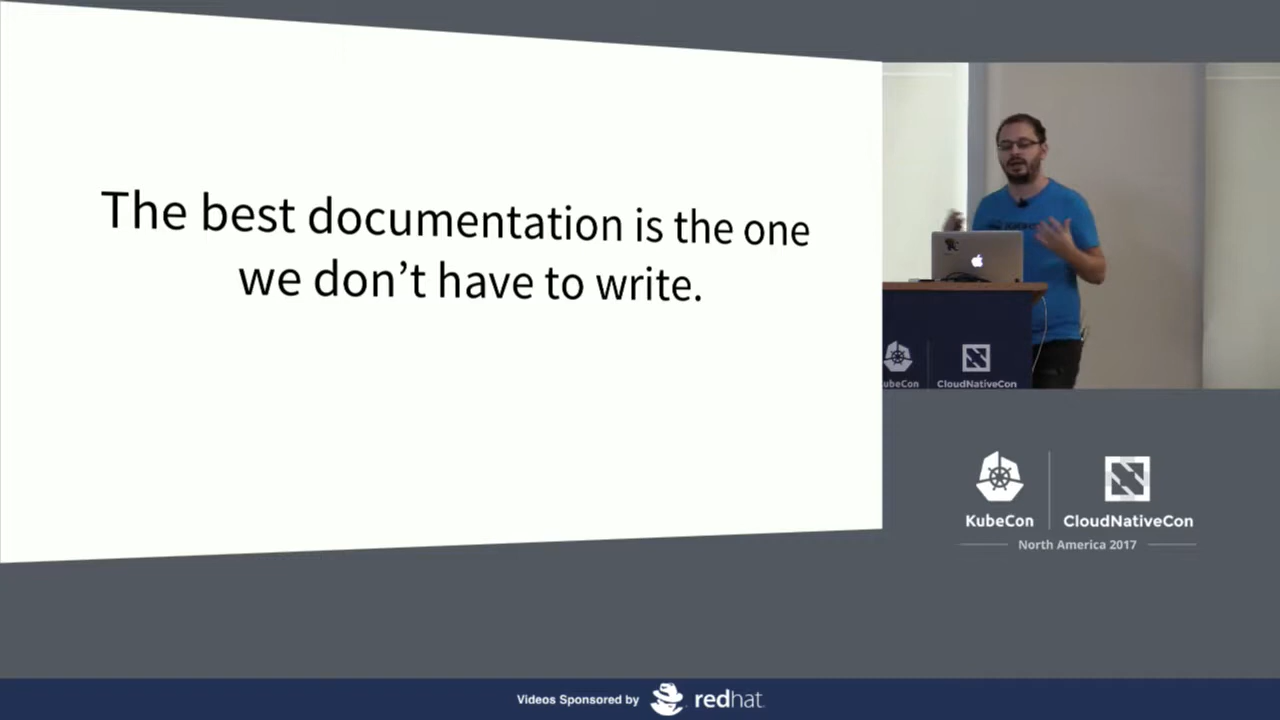 The best documentation is the one
we don’t have to write.
ubeCon
CloudNativeCon
KubeCon
CloudNativeCon
North America 2017
Videos Sponsored by
redhat